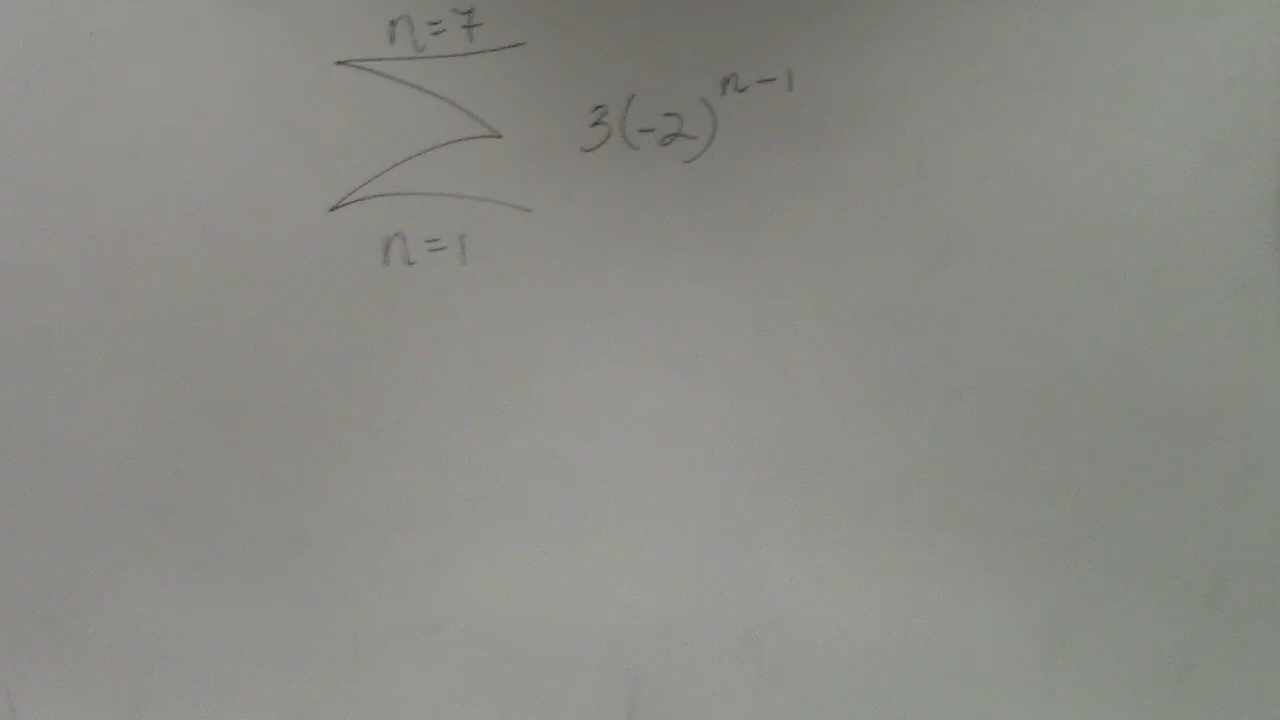 n=7
∑ 3(-2)^{n-1}
n=1